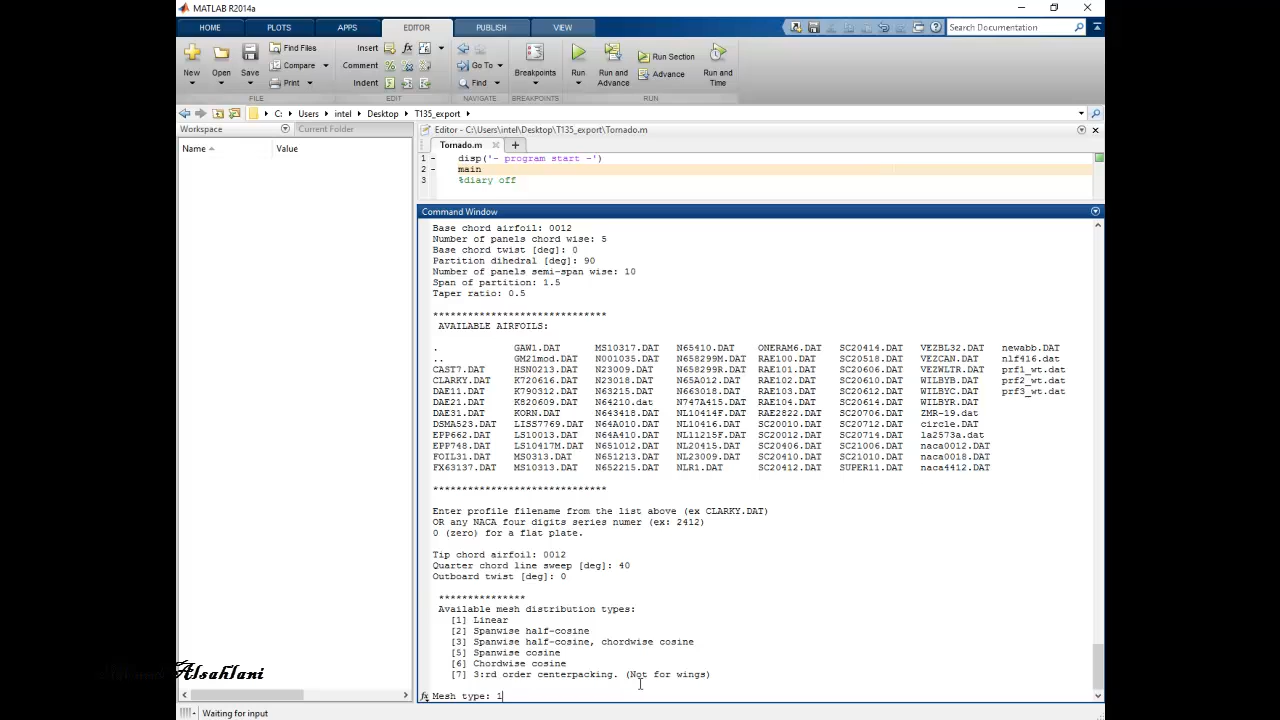 MATLAB R2014a
HOME PLOTS APPS EDITOR PUBLISH VIEW
Search Documentation
New Open Save Find Files Compare Print
Insert Comment Indent
Go To Find
Breakpoints Run Run and Advance Run Section Advance Run and Time
FILE EDIT NAVIGATE BREAKPOINTS RUN
C: Users intel Desktop T135_export
Workspace Current Folder
Name Value
Editor - C:\Users\intel\Desktop\T135_export\Tornado.m
Tornado.m
1 - disp('- program start -')
2 - main
3 %diary off
Command Window
Base chord airfoil: 0012
Number of panels chord wise: 5
Base chord twist [deg]: 0
Partition dihedral [deg]: 90
Number of panels semi-span wise: 10
Span of partition: 1.5
Taper ratio: 0.5
******************************
AVAILABLE AIRFOILS:
. GAW1.DAT MS10317.DAT N65410.DAT ONERAM6.DAT SC20414.DAT VEZBL32.DAT newabb.DAT
.. GM21mod.DAT N001035.DAT N658299M.DAT RAE100.DAT SC20518.DAT VEZCAN.DAT nlf416.dat
CAST7.DAT HSN0213.DAT N23009.DAT N658299R.DAT RAE101.DAT SC20606.DAT VEZWLTR.DAT prf1_wt.dat
CLARKY.DAT K720616.DAT N23018.DAT N65A012.DAT RAE102.DAT SC20610.DAT WILBYB.DAT prf2_wt.dat
DAE11.DAT K790312.DAT N63215.DAT N663018.DAT RAE103.DAT SC20612.DAT WILBYC.DAT prf3_wt.dat
DAE21.DAT K820609.DAT N64210.dat N747A415.DAT RAE104.DAT SC20614.DAT WILBYR.DAT
DAE31.DAT KORN.DAT N643418.DAT NL10414F.DAT RAE2822.DAT SC20706.DAT ZMR-19.dat
DSMA523.DAT LISS7769.DAT N64A010.DAT NL10416.DAT SC20010.DAT SC20712.DAT circle.DAT
EPP662.DAT LS10013.DAT N64A410.DAT NL11215F.DAT SC20012.DAT SC20714.DAT la2573a.dat
EPP748.DAT LS10417M.DAT N651012.DAT NL20415.DAT SC20406.DAT SC21006.DAT naca0012.DAT
FOIL31.DAT MS0313.DAT N651213.DAT NL23009.DAT SC20410.DAT SC21010.DAT naca0018.DAT
FX63137.DAT MS10313.DAT N652215.DAT NLR1.DAT SC20412.DAT SUPER11.DAT naca4412.DAT
******************************
Enter profile filename from the list above (ex CLARKY.DAT)
OR any NACA four digits series numer (ex: 2412)
0 (zero) for a flat plate.
Tip chord airfoil: 0012
Quarter chord line sweep [deg]: 40
Outboard twist [deg]: 0
***************
Available mesh distribution types:
[1] Linear
[2] Spanwise half-cosine
[3] Spanwise half-cosine, chordwise cosine
[5] Spanwise cosine
[6] Chordwise cosine
[7] 3:rd order centerpacking. (Not for wings)
fx Mesh type: 1
Alsahlani
Waiting for input